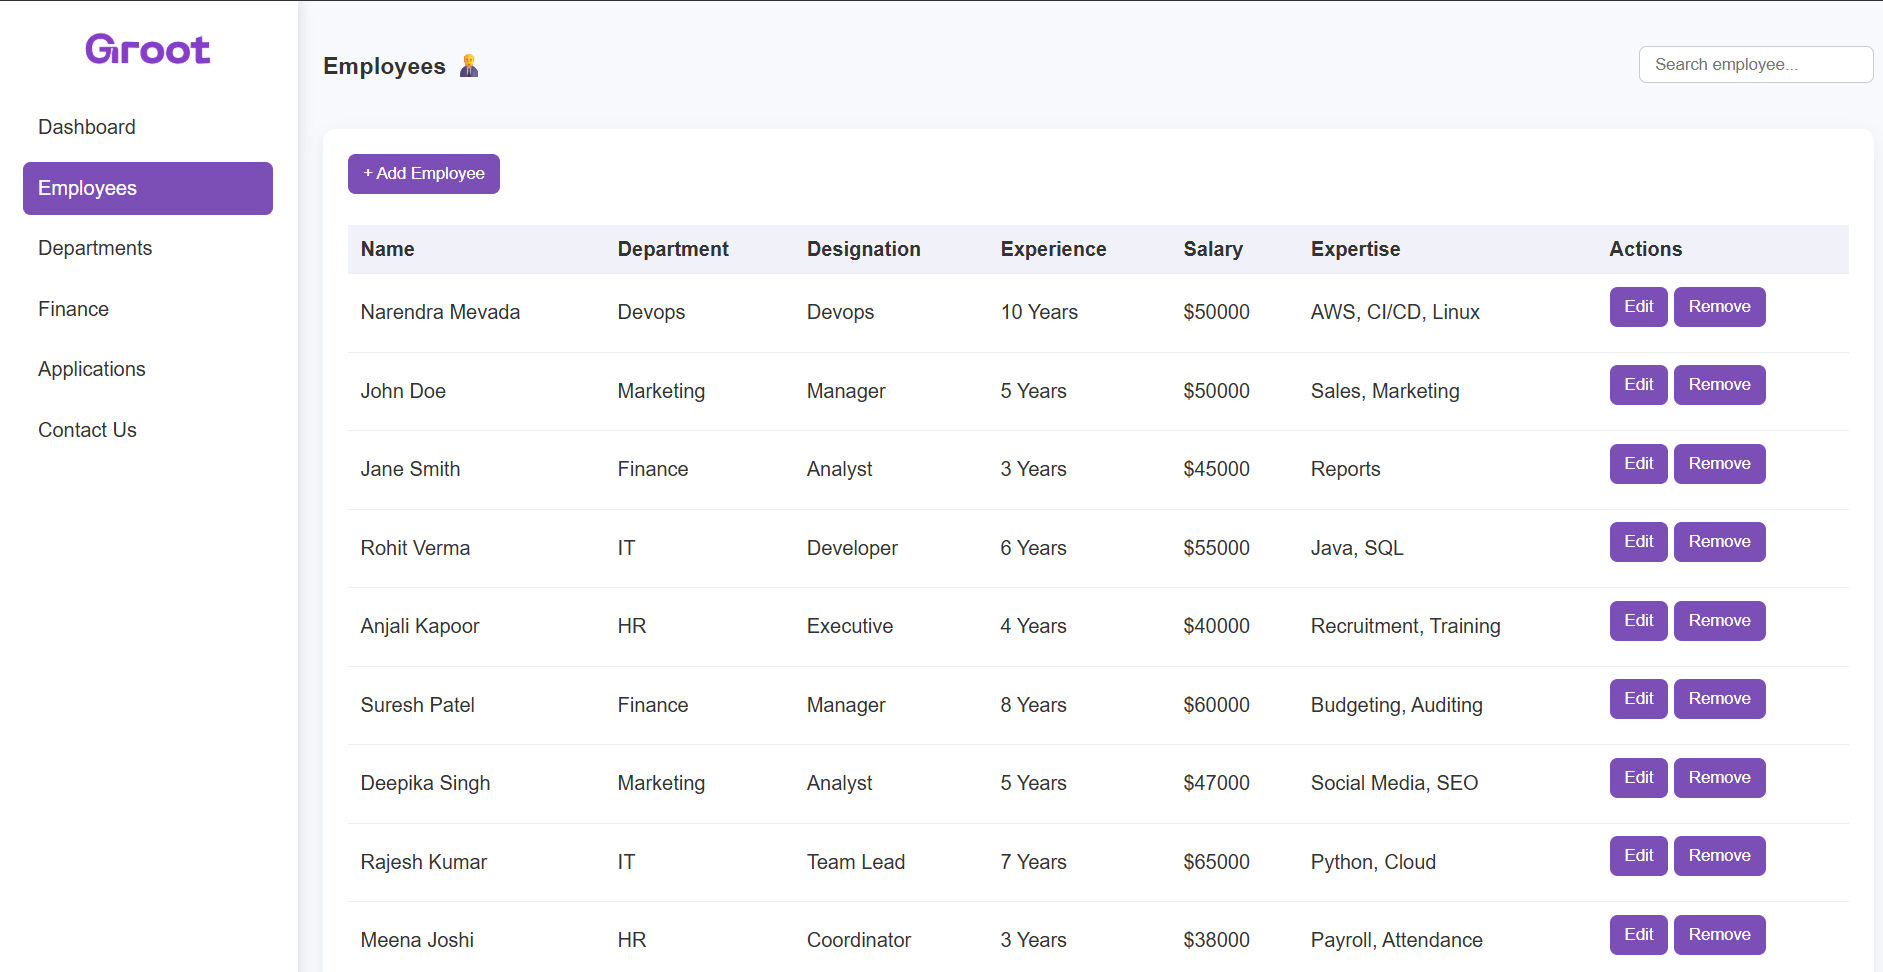 Groot
Dashboard
Employees
Departments
Finance
Applications
Contact Us
Employees
Search employee...
+ Add Employee
Name Department Designation Experience Salary Expertise Actions
Narendra Mevada Devops Devops 10 Years $50000 AWS, CI/CD, Linux Edit Remove
John Doe Marketing Manager 5 Years $50000 Sales, Marketing Edit Remove
Jane Smith Finance Analyst 3 Years $45000 Reports Edit Remove
Rohit Verma IT Developer 6 Years $55000 Java, SQL Edit Remove
Anjali Kapoor HR Executive 4 Years $40000 Recruitment, Training Edit Remove
Suresh Patel Finance Manager 8 Years $60000 Budgeting, Auditing Edit Remove
Deepika Singh Marketing Analyst 5 Years $47000 Social Media, SEO Edit Remove
Rajesh Kumar IT Team Lead 7 Years $65000 Python, Cloud Edit Remove
Meena Joshi HR Coordinator 3 Years $38000 Payroll, Attendance Edit Remove